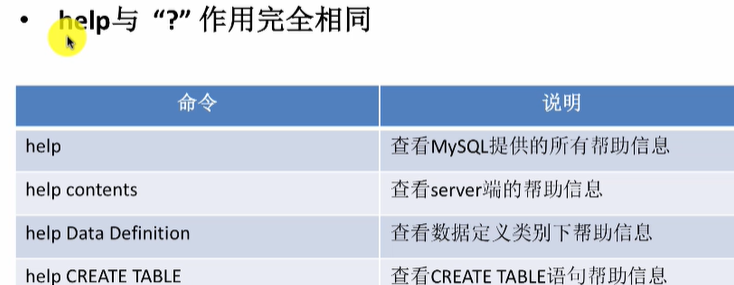 • help与 “?” 作用完全相同
命令 说明
help 查看MySQL提供的所有帮助信息
help contents 查看server端的帮助信息
help Data Definition 查看数据定义类别下帮助信息
help CREATE TABLE 查看CREATE TABLE语句帮助信息